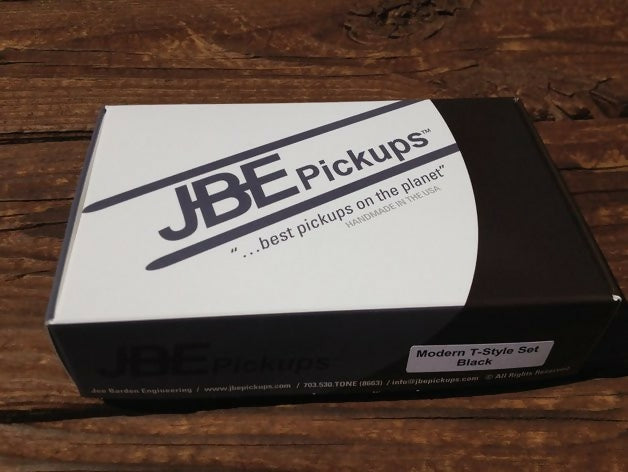 JBE Pickups™
"...best pickups on the planet"
HANDMADE IN THE USA
JBE Pickups™
Modern T-Style Set
Black
Joe Barden Engineering / www.jbepickups.com / 703.530.TONE (8663) / info@jbepickups.com © All Rights Reserved